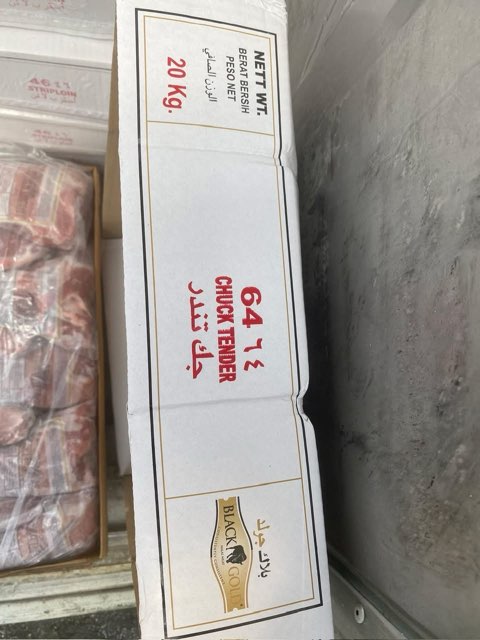 NETT WT.
BERAT BERSIH
PESO NET
الوزن الصافي
20 Kg.
64 ٦٤
CHUCK TENDER
جك تندر
بلاك جولد
BLACK GOLD
46 ٤٦
STRIPLOIN